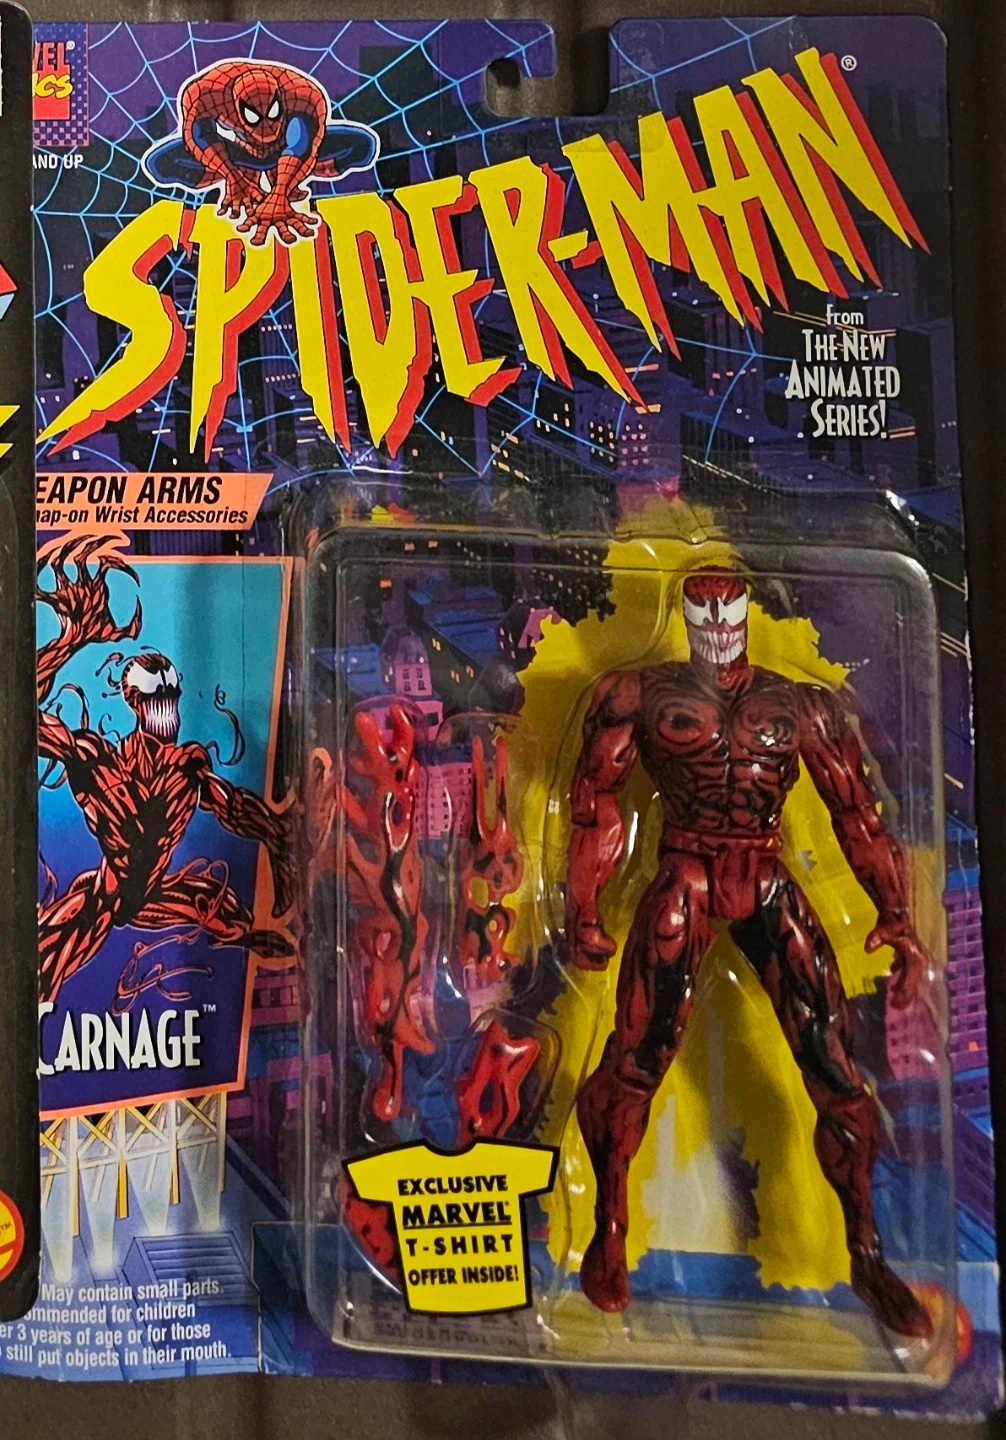 VEL®
ICS
AND UP
SPIDER-MAN®
From
THE NEW
ANIMATED
SERIES!
EAPON ARMS
nap-on Wrist Accessories
CARNAGE™
EXCLUSIVE
MARVEL®
T-SHIRT
OFFER INSIDE!
May contain small parts.
ommended for children
er 3 years of age or for those
still put objects in their mouth.